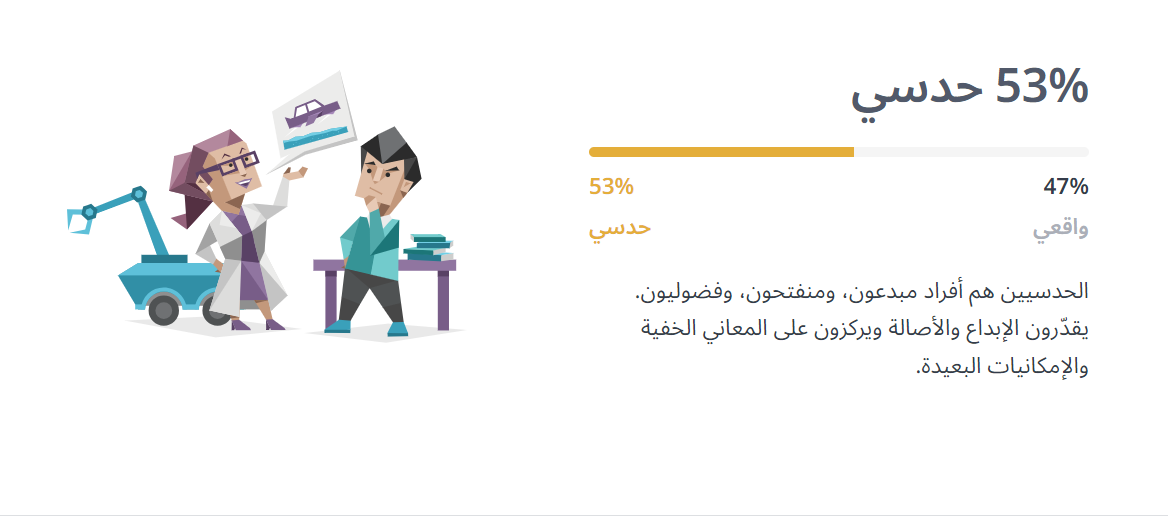 53% حدسي
47%
53%
واقعي
حدسي
الحدسيين هم أفراد مبدعون، ومنفتحون، وفضوليون.
يقدّرون الإبداع والأصالة ويركزون على المعاني الخفية
والإمكانيات البعيدة.